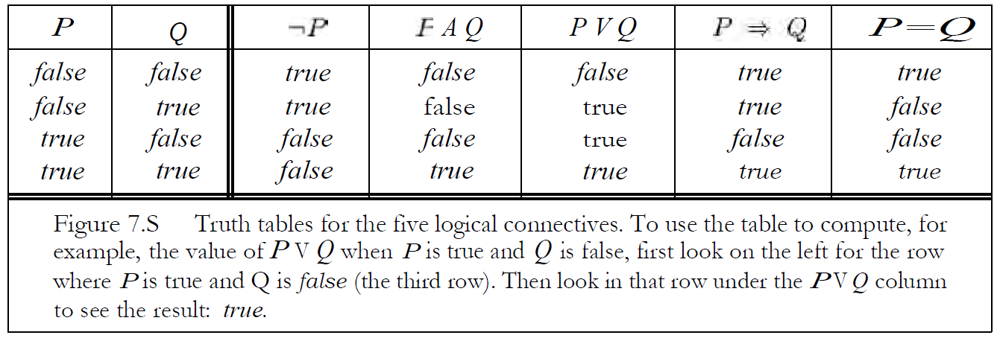 P Q ¬P F A Q P V Q P ⇒ Q P=Q
false false true false false true true
false true true false true true false
true false false false true false false
true true false true true true true
Figure 7.S Truth tables for the five logical connectives. To use the table to compute, for
example, the value of P V Q when P is true and Q is false, first look on the left for the row
where P is true and Q is false (the third row). Then look in that row under the P V Q column
to see the result: true.